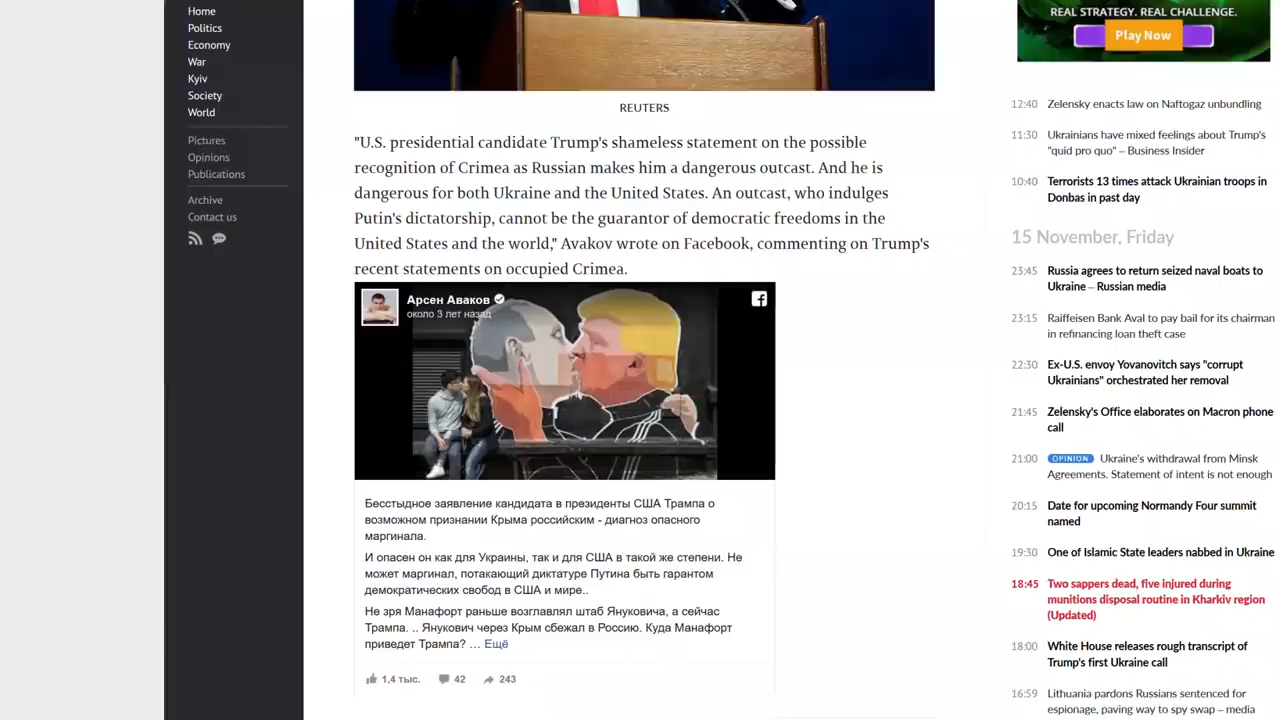 Home
Politics
Economy
War
Kyiv
Society
World
Pictures
Opinions
Publications
Archive
Contact us
REUTERS
"U.S. presidential candidate Trump's shameless statement on the possible
recognition of Crimea as Russian makes him a dangerous outcast. And he is
dangerous for both Ukraine and the United States. An outcast, who indulges
Putin's dictatorship, cannot be the guarantor of democratic freedoms in the
United States and the world," Avakov wrote on Facebook, commenting on Trump's
recent statements on occupied Crimea.
Арсен Аваков
около 3 лет назад
Бесстыдное заявление кандидата в президенты США Трампа о
возможном признании Крыма российским - диагноз опасного
маргинала.
И опасен он как для Украины, так и для США в такой же степени. Не
может маргинал, потакающий диктатуре Путина быть гарантом
демократических свобод в США и мире..
Не зря Манафорт раньше возглавлял штаб Януковича, а сейчас
Трампа. .. Янукович через Крым сбежал в Россию. Куда Манафорт
приведет Трампа? … Ещё
1,4 тыс. 42 243
REAL STRATEGY. REAL CHALLENGE.
Play Now
12:40 Zelensky enacts law on Naftogaz unbundling
11:30 Ukrainians have mixed feelings about Trump's
"quid pro quo" – Business Insider
10:40 Terrorists 13 times attack Ukrainian troops in
Donbas in past day
15 November, Friday
23:45 Russia agrees to return seized naval boats to
Ukraine – Russian media
23:15 Raiffeisen Bank Aval to pay bail for its chairman
in refinancing loan theft case
22:30 Ex-U.S. envoy Yovanovitch says "corrupt
Ukrainians" orchestrated her removal
21:45 Zelensky's Office elaborates on Macron phone
call
21:00 OPINION Ukraine's withdrawal from Minsk
Agreements. Statement of intent is not enough
20:15 Date for upcoming Normandy Four summit
named
19:30 One of Islamic State leaders nabbed in Ukraine
18:45 Two sappers dead, five injured during
munitions disposal routine in Kharkiv region
(Updated)
18:00 White House releases rough transcript of
Trump's first Ukraine call
16:59 Lithuania pardons Russians sentenced for
espionage, paving way to spy swap – media